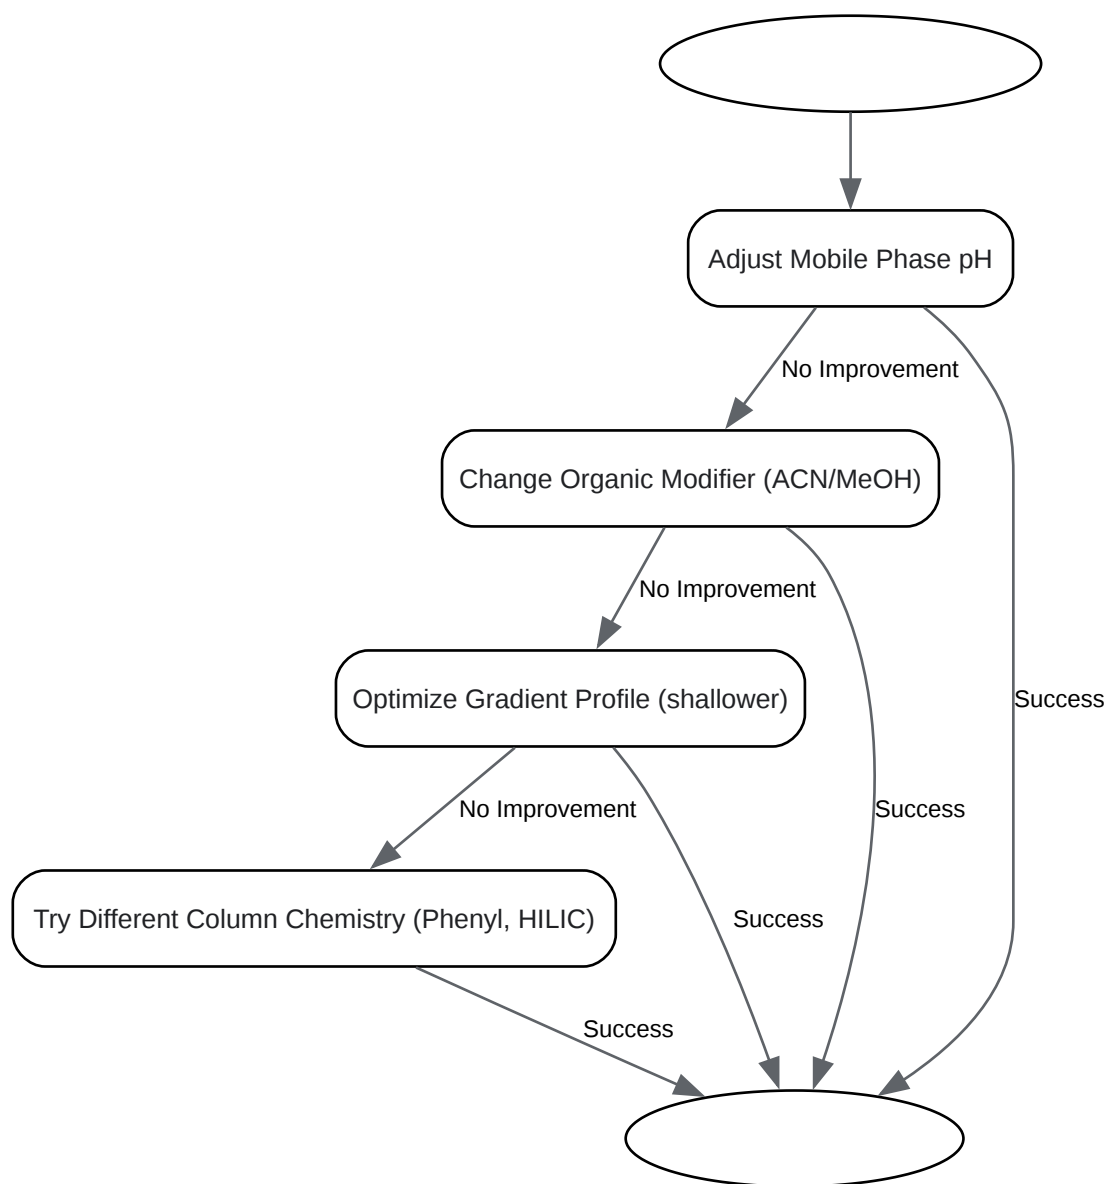 Adjust Mobile Phase pH
No Improvement
Change Organic Modifier (ACN/MeOH)
No Improvement
Optimize Gradient Profile (shallower)
Success
No Improvement
Success
Try Different Column Chemistry (Phenyl, HILIC)
Success
Success